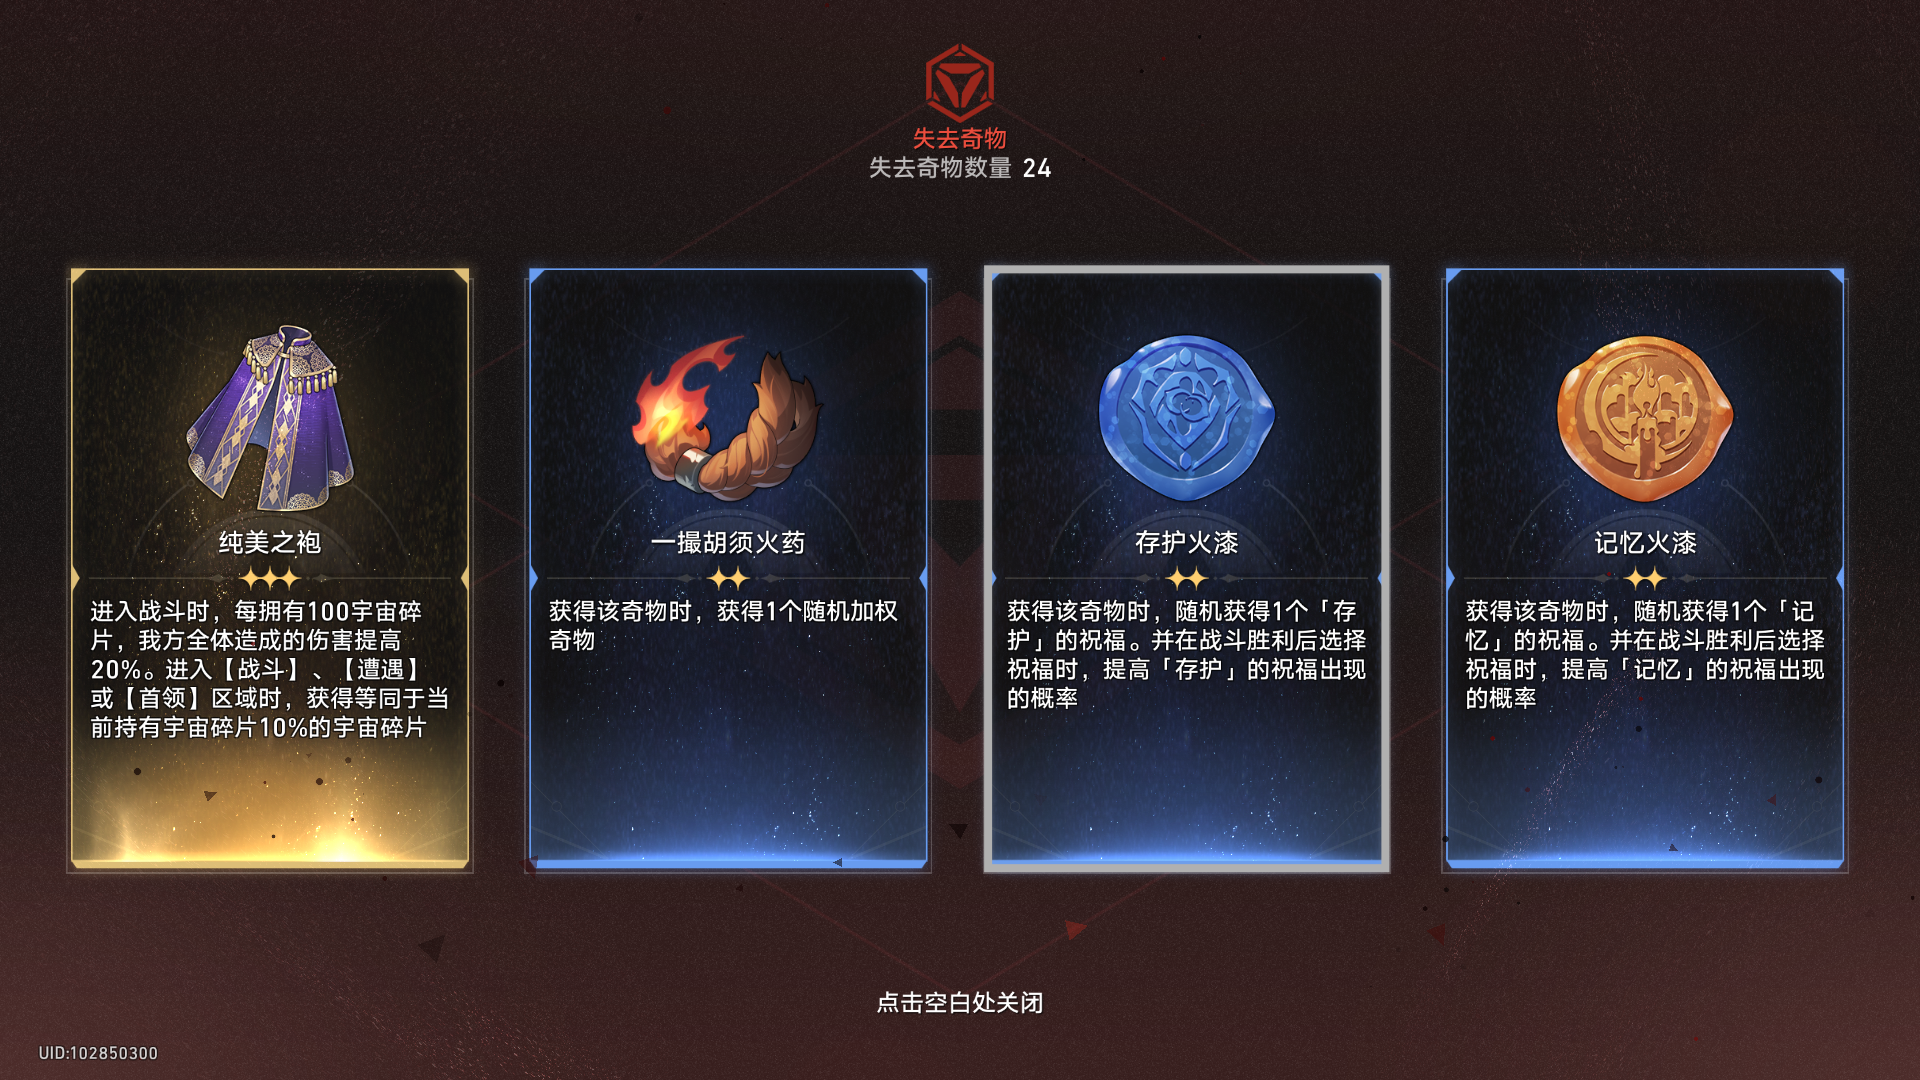 失去奇物
失去奇物数量 24
纯美之袍
进入战斗时，每拥有100宇宙碎
片，我方全体造成的伤害提高
20%。进入【战斗】、【遭遇】
或【首领】区域时，获得等同于当
前持有宇宙碎片10%的宇宙碎片
一撮胡须火药
获得该奇物时，获得1个随机加权
奇物
存护火漆
获得该奇物时，随机获得1个「存
护」的祝福。并在战斗胜利后选择
祝福时，提高「存护」的祝福出现
的概率
记忆火漆
获得该奇物时，随机获得1个「记
忆」的祝福。并在战斗胜利后选择
祝福时，提高「记忆」的祝福出现
的概率
点击空白处关闭
UID:102850300